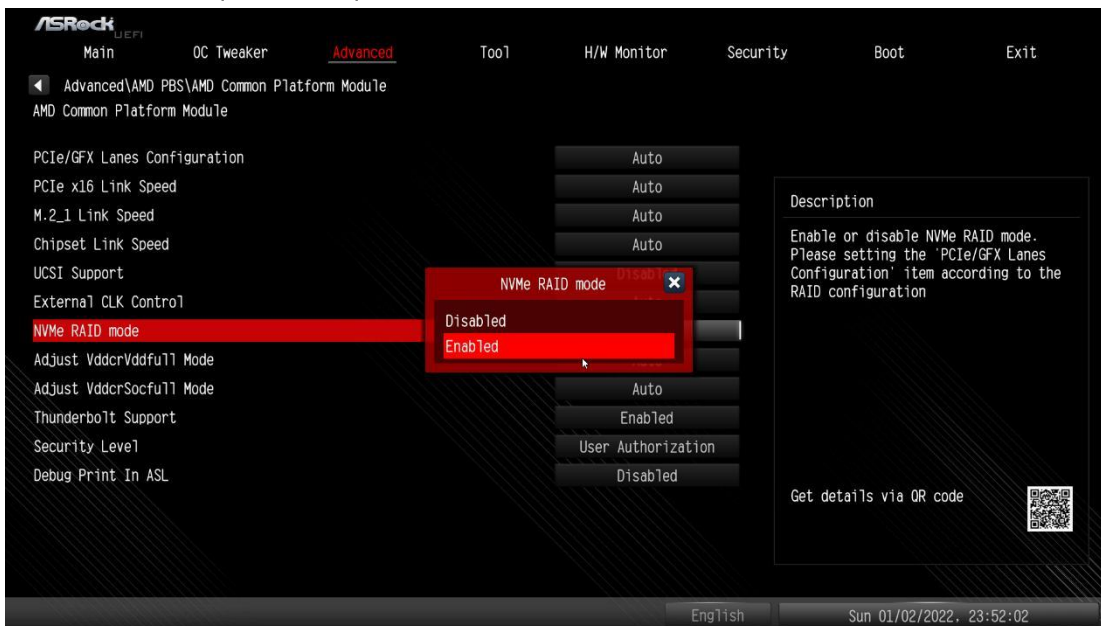 ASRock
UEFI
Main OC Tweaker Advanced Tool H/W Monitor Security Boot Exit
Advanced\AMD PBS\AMD Common Platform Module
AMD Common Platform Module
PCIe/GFX Lanes Configuration Auto
PCIe x16 Link Speed Auto
M.2_1 Link Speed Auto
Chipset Link Speed Auto
UCSI Support Disabled
External CLK Control
NVMe RAID mode
Adjust VddcrVddfull Mode
Adjust VddcrSocfull Mode Auto
Thunderbolt Support Enabled
Security Level User Authorization
Debug Print In ASL Disabled
NVMe RAID mode
Disabled
Enabled
Description
Enable or disable NVMe RAID mode.
Please setting the 'PCIe/GFX Lanes
Configuration' item according to the
RAID configuration
Get details via QR code
English Sun 01/02/2022, 23:52:02